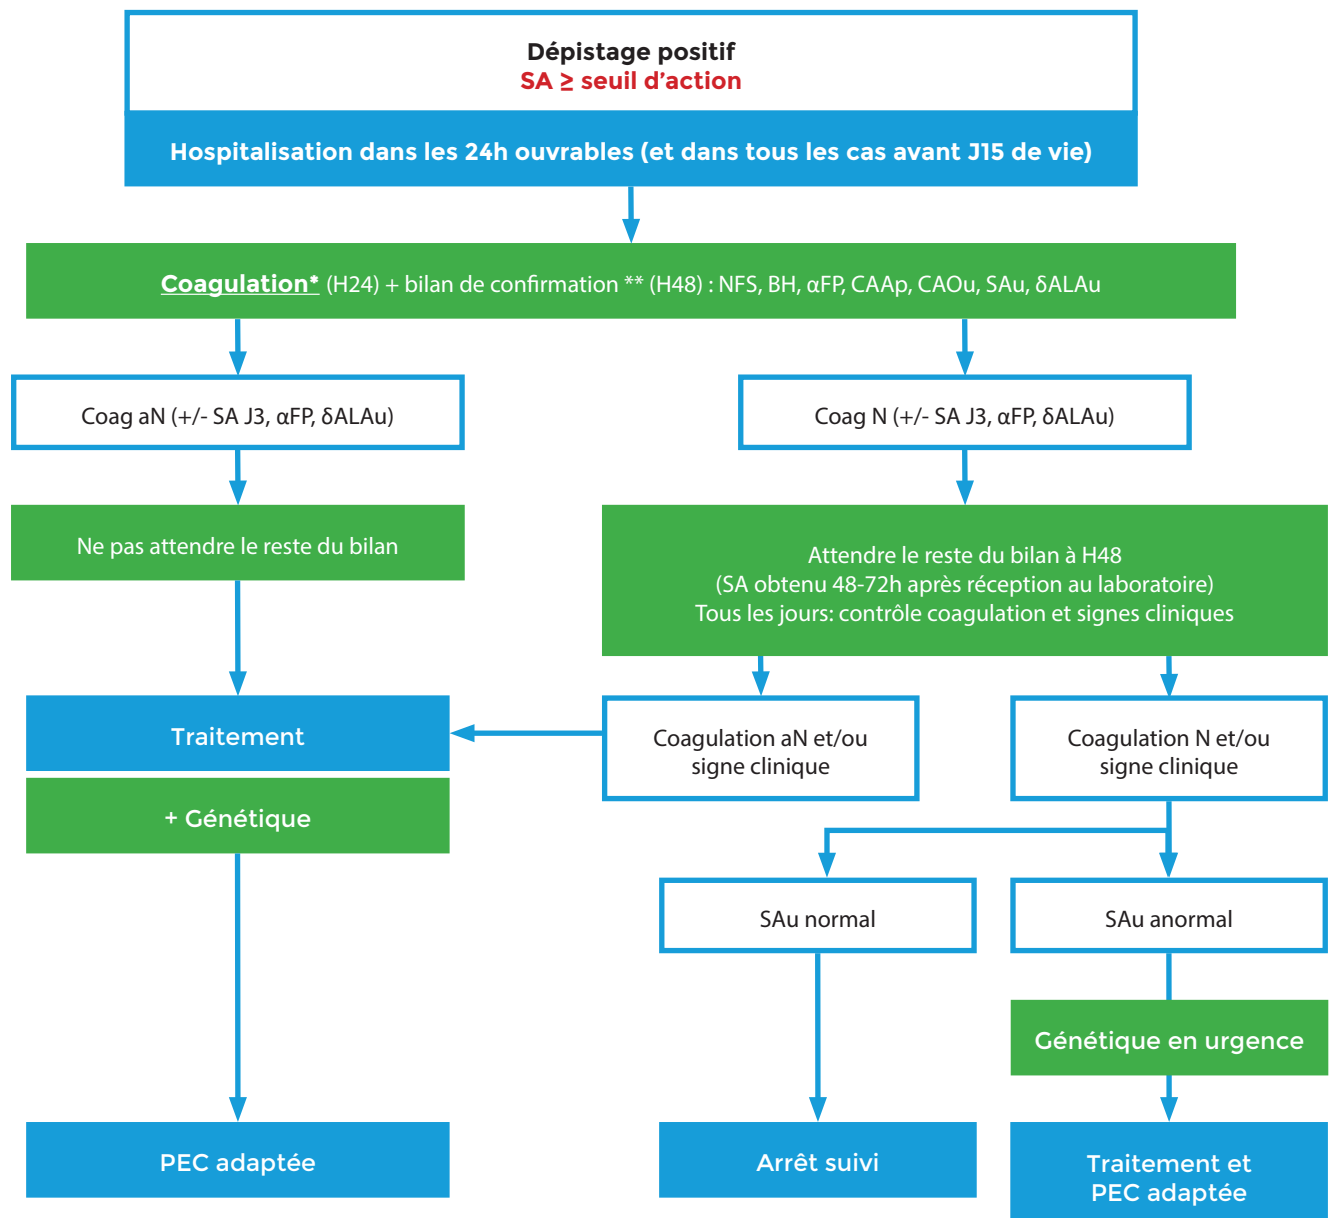 Dépistage positif
SA ≥ seuil d’action
Hospitalisation dans les 24h ouvrables (et dans tous les cas avant J15 de vie)
Coagulation* (H24) + bilan de confirmation ** (H48) : NFS, BH, αFP, CAAp, CAOu, SAu, δALAu
Coag aN (+/- SA J3, αFP, δALAu)
Coag N (+/- SA J3, αFP, δALAu)
Ne pas attendre le reste du bilan
Attendre le reste du bilan à H48
(SA obtenu 48-72h après réception au laboratoire)
Tous les jours: contrôle coagulation et signes cliniques
Traitement
Coagulation aN et/ou
signe clinique
Coagulation N et/ou
signe clinique
+ Génétique
SAu normal
SAu anormal
Génétique en urgence
PEC adaptée
Arrêt suivi
Traitement et
PEC adaptée